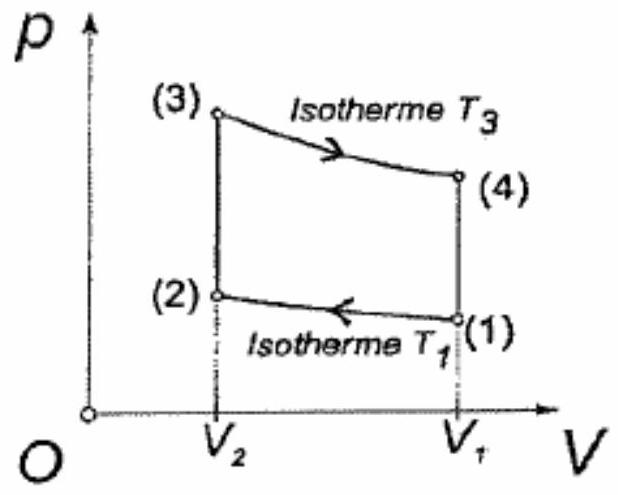 p
(3)
Isotherme T3
(4)
(2)
Isotherme T1
(1)
O
V2
V1
V